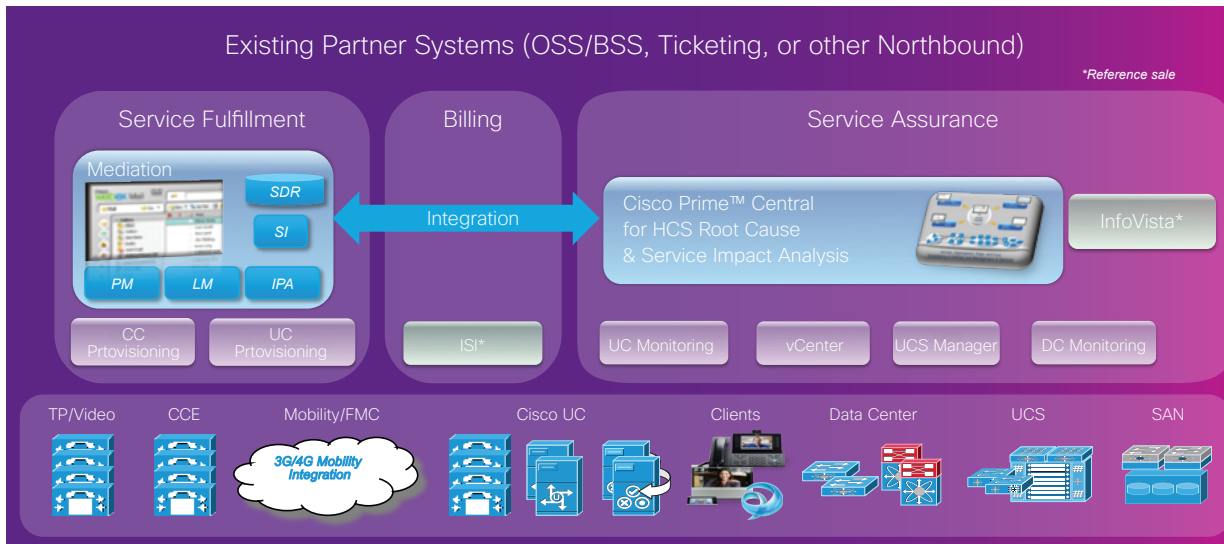 Existing Partner Systems (OSS/BSS, Ticketing, or other Northbound)
*Reference sale
Service Fulfillment
Mediation
SDR
SI
PM
LM
IPA
CC
Prtovisioning
UC
Prtovisioning
Billing
Integration
ISI*
Service Assurance
Cisco Prime™ Central
for HCS Root Cause
& Service Impact Analysis
InfoVista*
UC Monitoring
vCenter
UCS Manager
DC Monitoring
TP/Video
CCE
Mobility/FMC
3G/4G Mobility
Integration
Cisco UC
Clients
Data Center
UCS
SAN